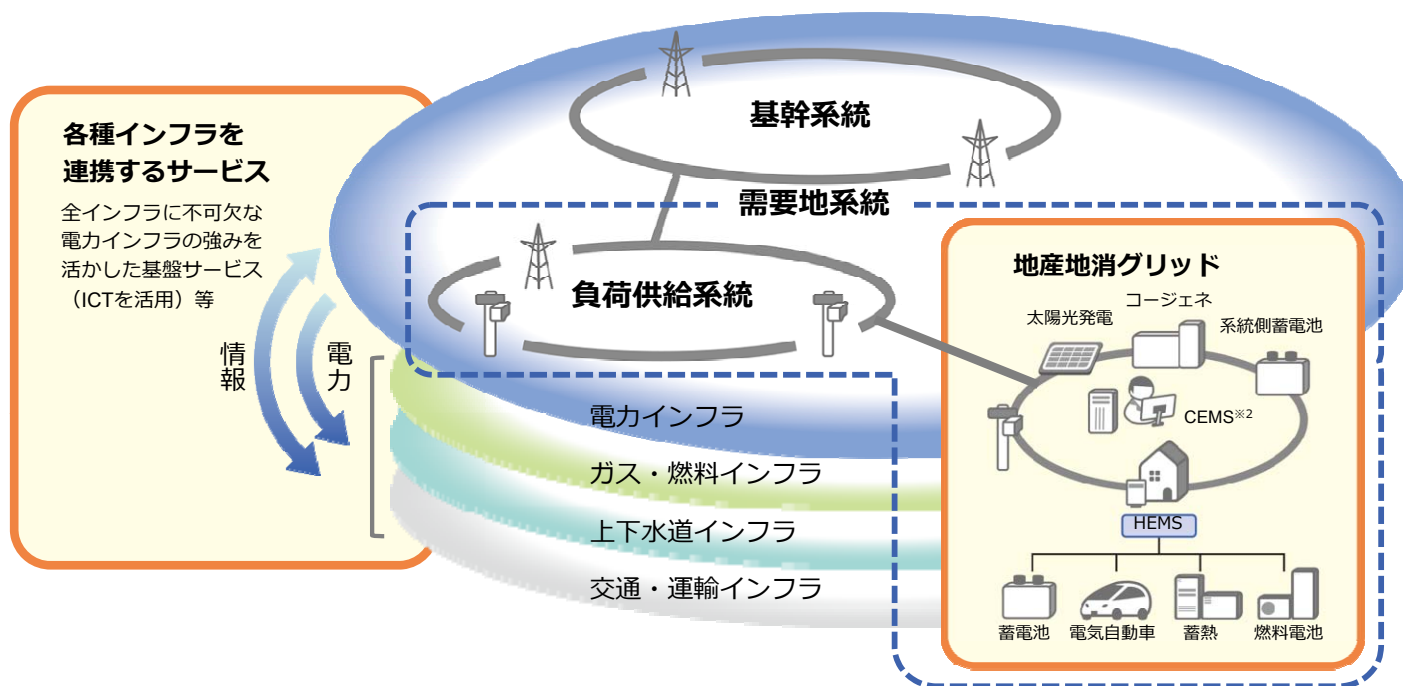 各種インフラを
連携するサービス
全インフラに不可欠な
電力インフラの強みを
活かした基盤サービス
（ICTを活用）等
情報
電力
基幹系統
需要地系統
負荷供給系統
電力インフラ
ガス・燃料インフラ
上下水道インフラ
交通・運輸インフラ
地産地消グリッド
コージェネ
太陽光発電
系統側蓄電池
CEMS※2
HEMS
蓄電池
電気自動車
蓄熱
燃料電池